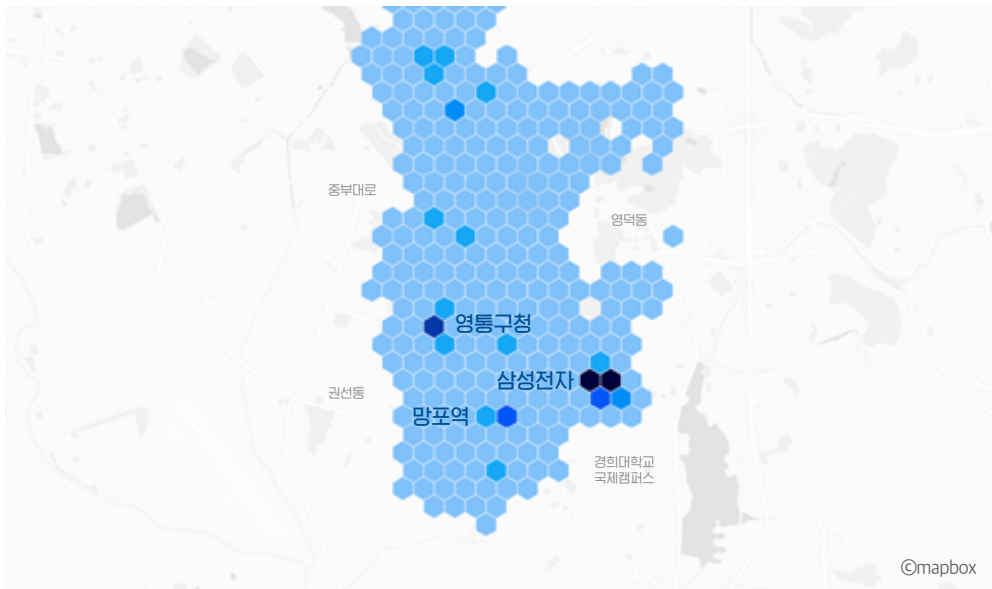 중부대로
영덕동
영통구청
삼성전자
권선동
망포역
경희대학교
국제캠퍼스
©mapbox